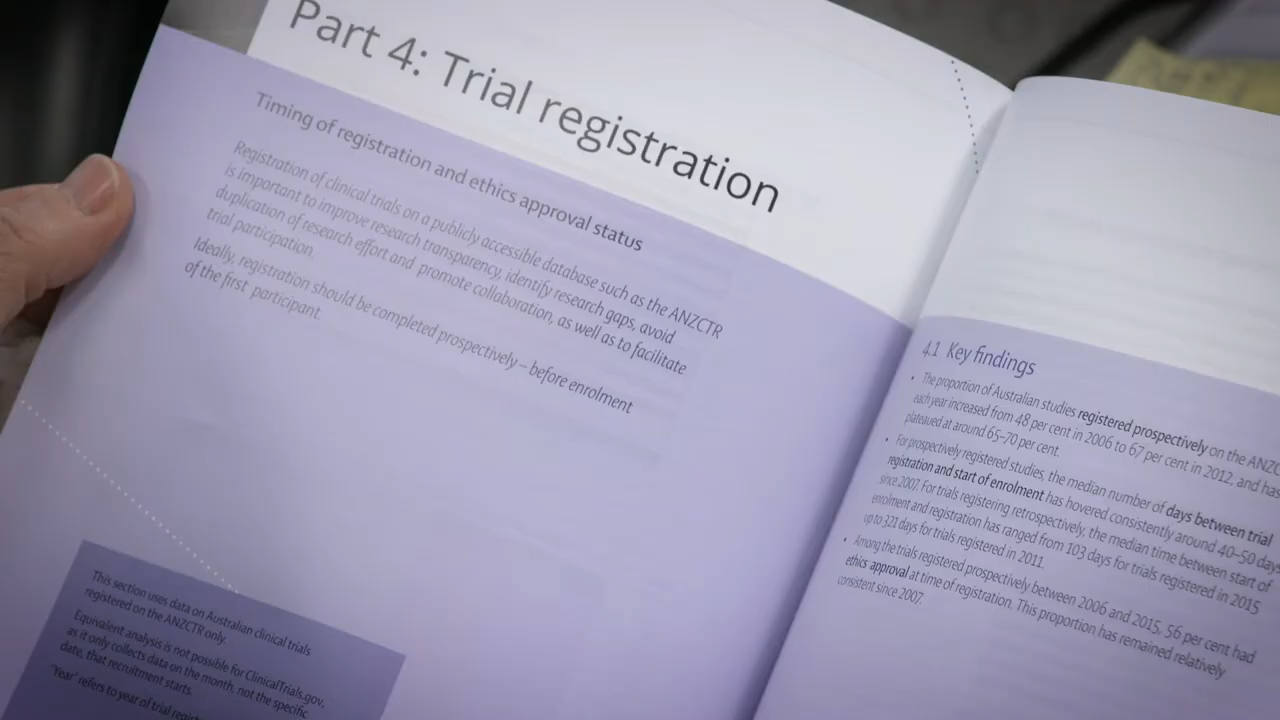 Part 4: Trial registration
Timing of registration and ethics approval status
Registration of clinical trials on a publicly accessible database such as the ANZCTR
is important to improve research transparency, identify research gaps, avoid
duplication of research effort and promote collaboration, as well as to facilitate
trial participation.
Ideally, registration should be completed prospectively – before enrolment
of the first participant.
This section uses data on Australian clinical trials
registered on the ANZCTR only.
Equivalent analysis is not possible for ClinicalTrials.gov,
as it only collects data on the month, not the specific
date, that recruitment starts.
'Year' refers to year of trial
4.1 Key findings
• The proportion of Australian studies registered prospectively on the
each year increased from 48 per cent in 2006 to 67 per cent in 2012, and has
plateaued at around 65–70 per cent.
• For prospectively registered studies, the median number of days between trial
registration and start of enrolment has hovered consistently around 40–50 days
since 2007. For trials registering retrospectively, the median time between start of
enrolment and registration has ranged from 103 days for trials registered in 2015
up to 321 days for trials registered in 2011.
• Among the trials registered prospectively between 2006 and 2015, 56 per cent had
ethics approval at time of registration. This proportion has remained relatively
consistent since 2007.